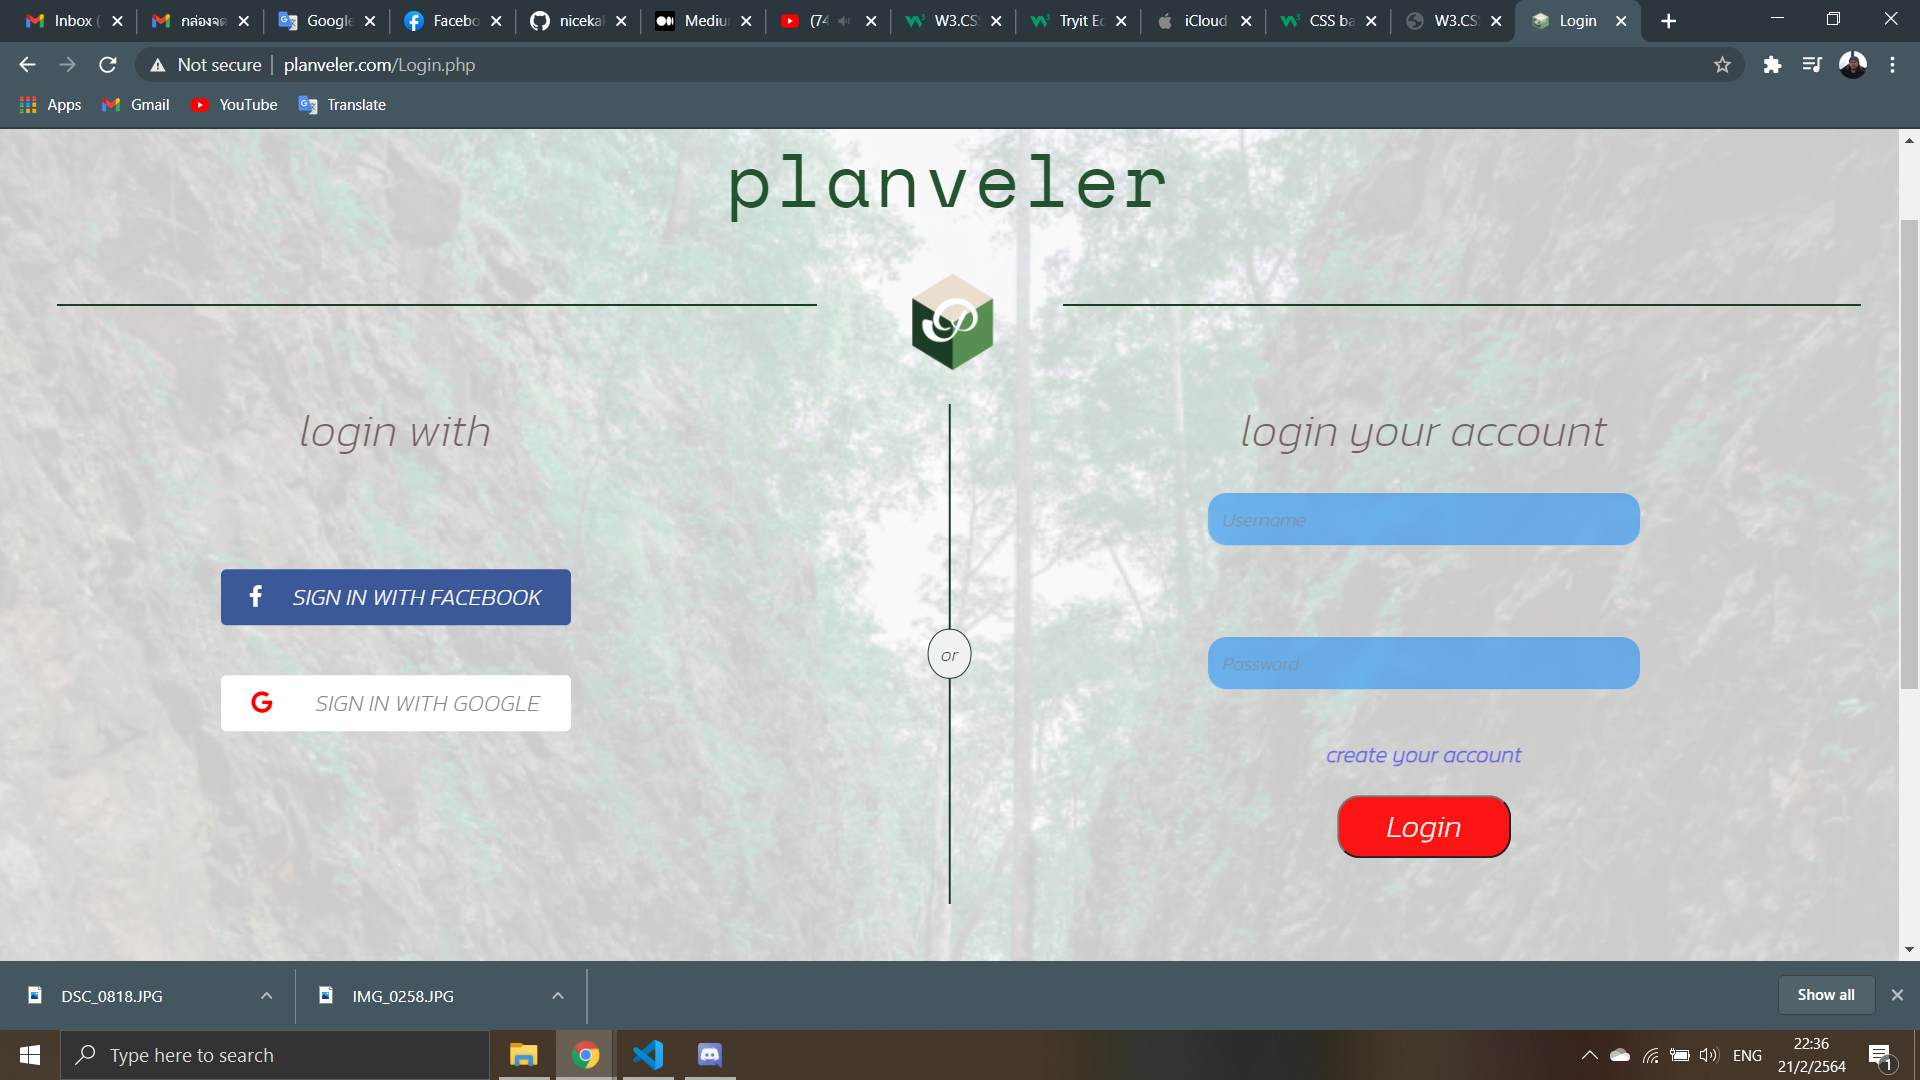 Inbox (
กล่องจด
Google
Facebo
nicekal
Mediu
(74
W3.CS
Tryit Ec
iCloud
CSS ba
W3.CS
Login
Not secure
planveler.com/Login.php
Apps
Gmail
YouTube
Translate
planveler
login with
login your account
Username
SIGN IN WITH FACEBOOK
or
Password
SIGN IN WITH GOOGLE
create your account
Login
DSC_0818.JPG
IMG_0258.JPG
Show all
Type here to search
ENG
22:36
21/2/2564
1